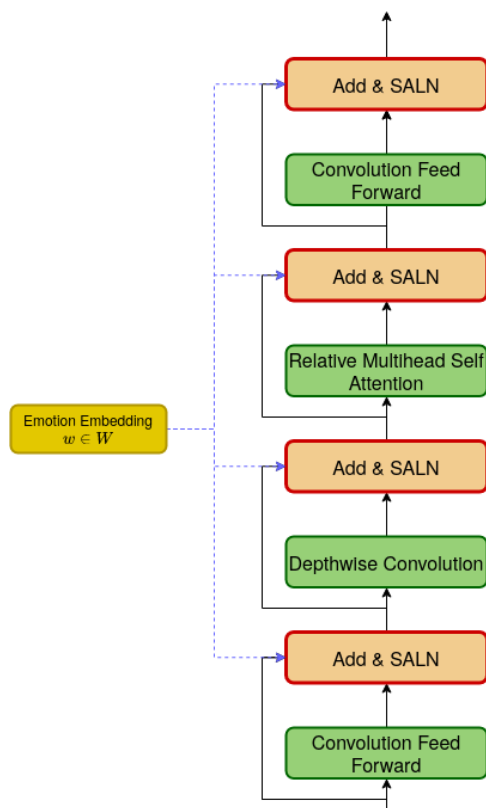 Add & SALN
Convolution Feed
Forward
Add & SALN
Relative Multihead Self
Attention
Emotion Embedding
w ∈ W
Add & SALN
Depthwise Convolution
Add & SALN
Convolution Feed
Forward